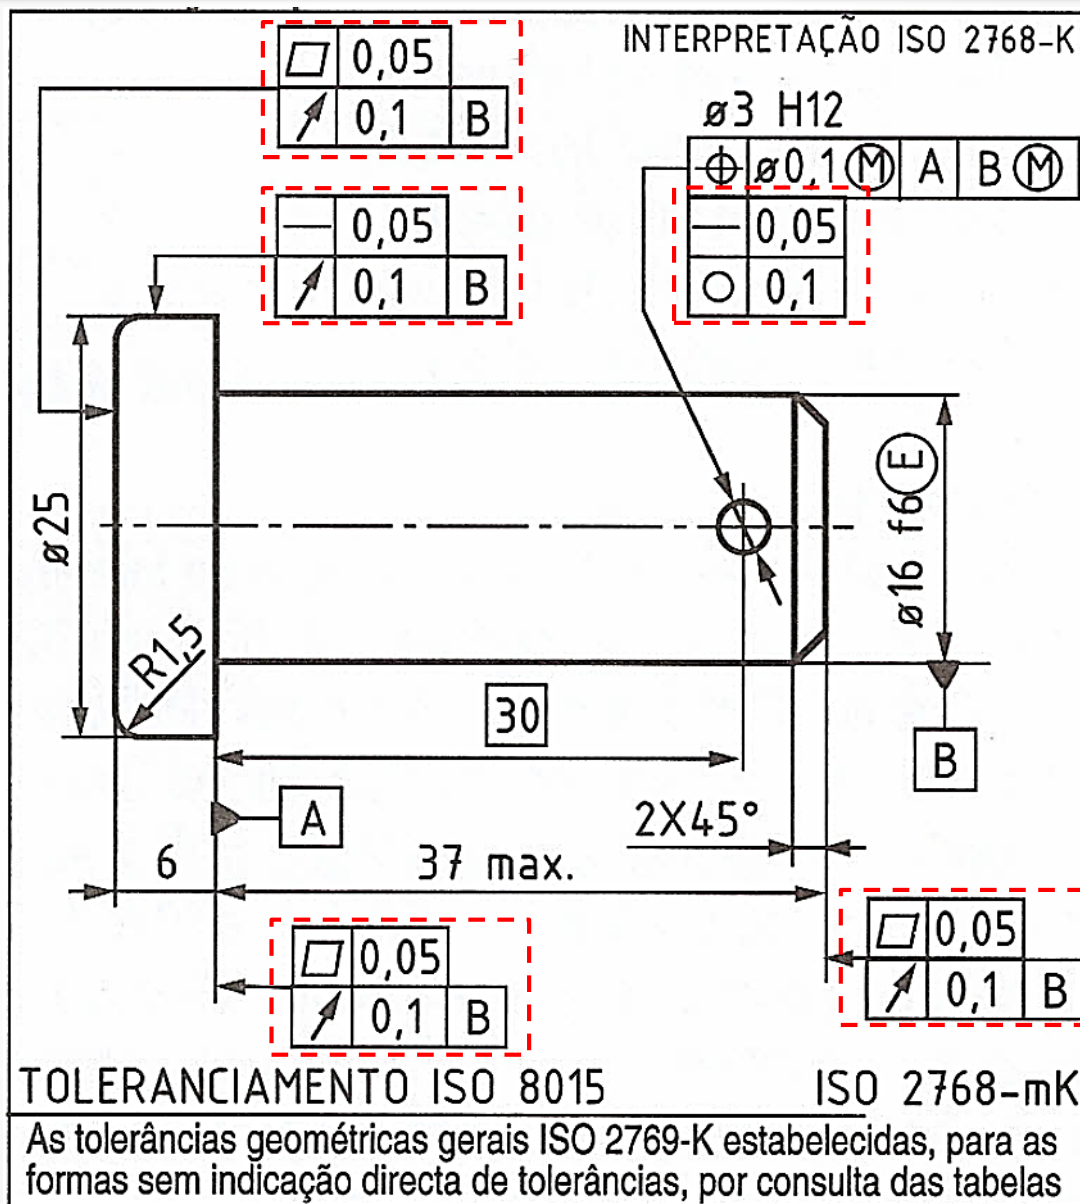 INTERPRETAÇÃO ISO 2768-K
0,05
0,1 B
ø3 H12
ø0,1 Ⓜ A B Ⓜ
0,05
0,1 B
0,05
0,1
ø25
ø16 f6 Ⓔ
R1,5
30
B
A
2X45°
6
37 max.
0,05
0,1 B
0,05
0,1 B
TOLERANCIAMENTO ISO 8015 ISO 2768-mK
As tolerâncias geométricas gerais ISO 2769-K estabelecidas, para as
formas sem indicação directa de tolerâncias, por consulta das tabelas